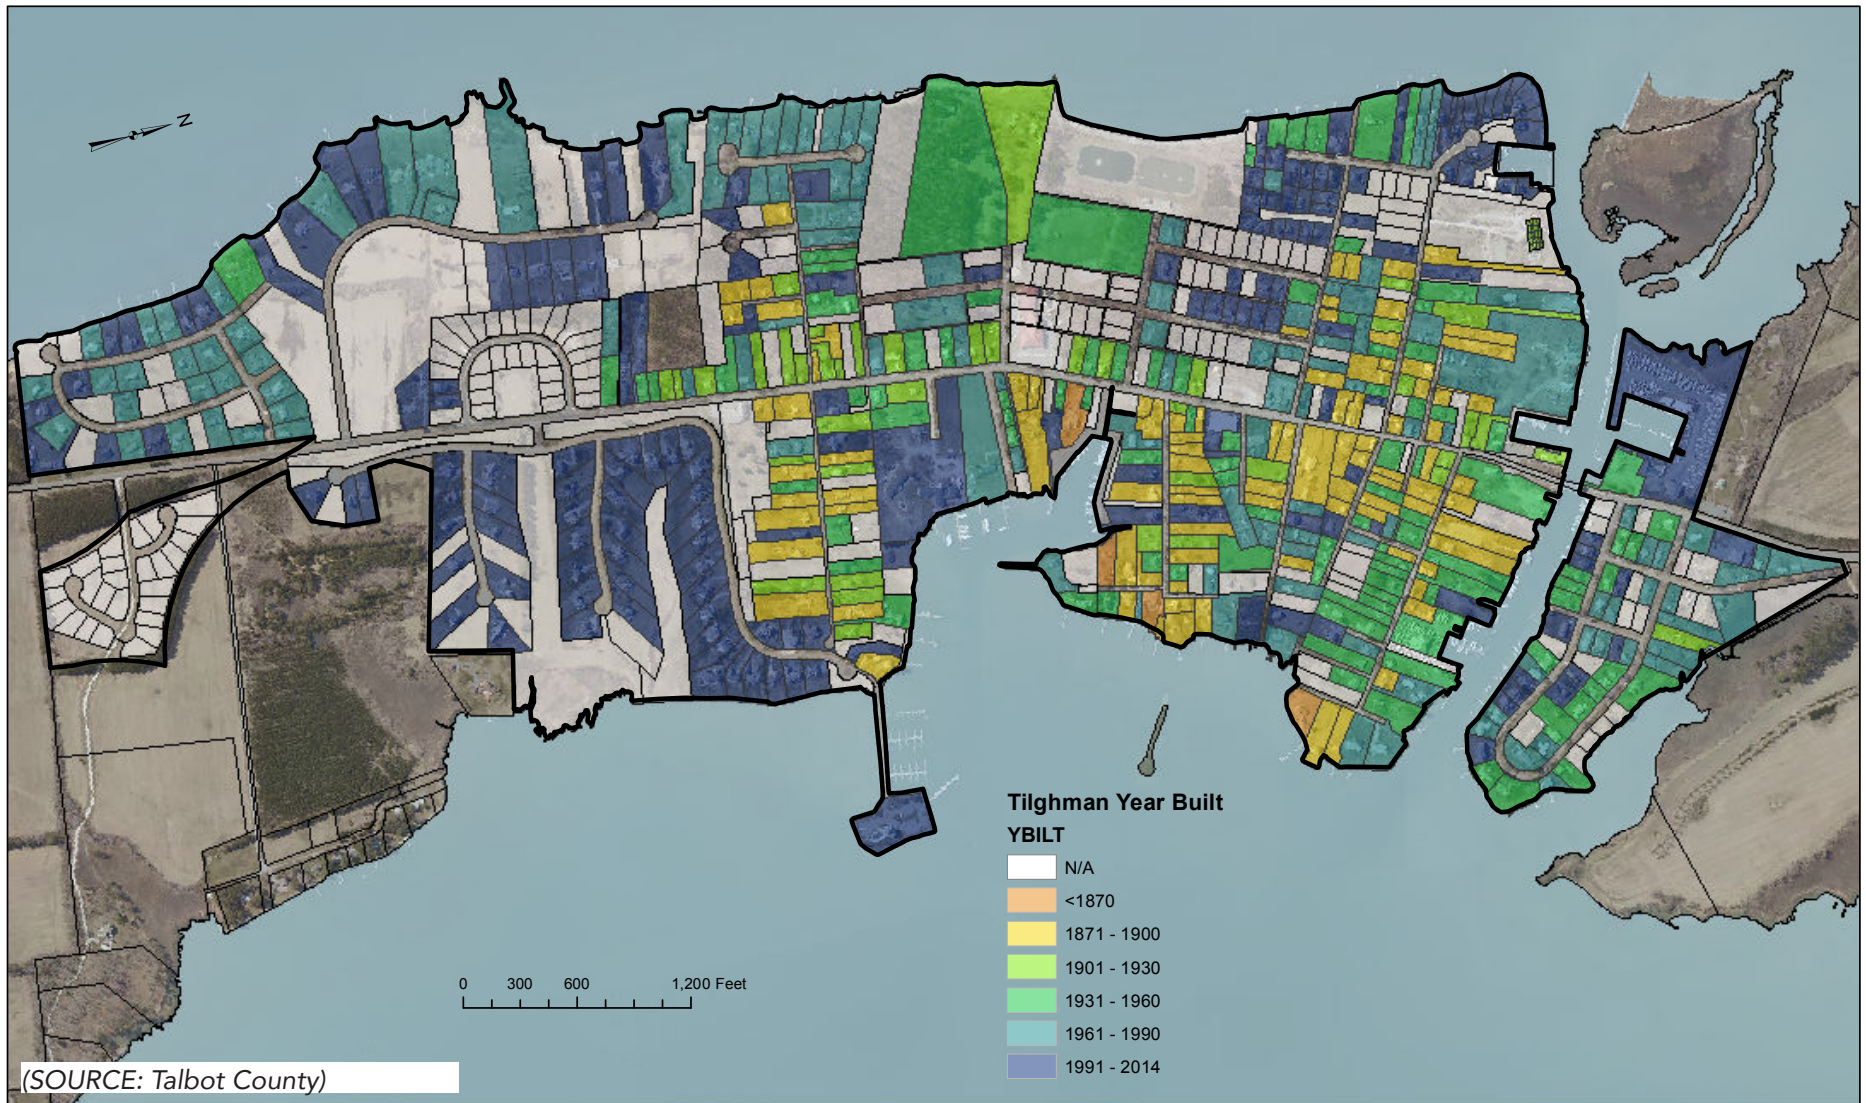 N
Tilghman Year Built
YBILT
N/A
<1870
1871 - 1900
1901 - 1930
1931 - 1960
1961 - 1990
1991 - 2014
0 300 600 1,200 Feet
(SOURCE: Talbot County)